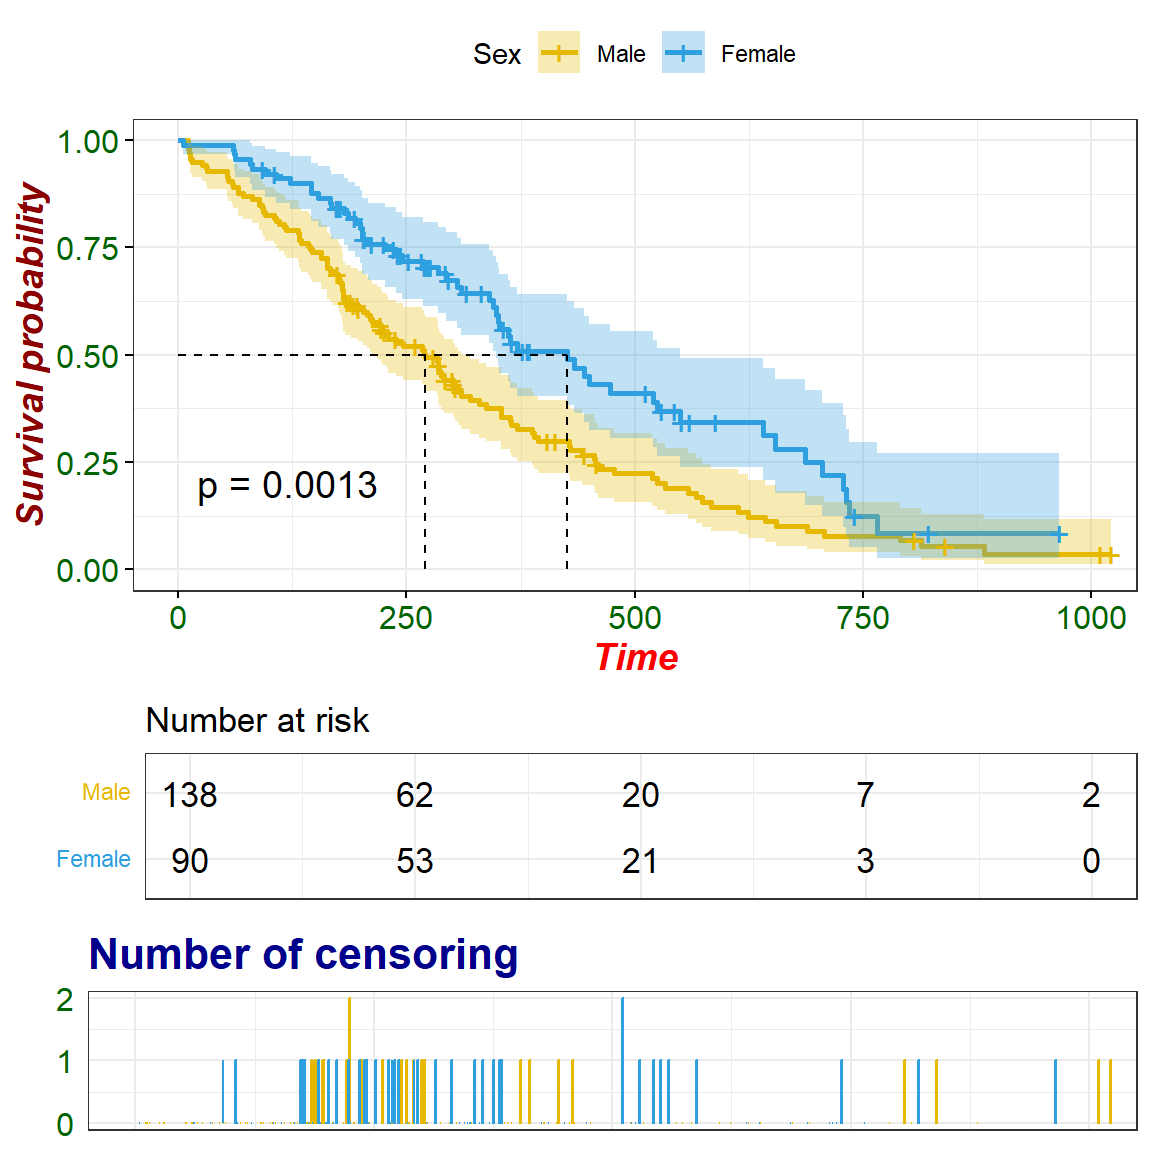 Sex Male Female
1.00
0.75
0.50
0.25
0.00
Survival probability
p = 0.0013
0 250 500 750 1000
Time
Number at risk
Male 138 62 20 7 2
Female 90 53 21 3 0
Number of censoring
2
1
0